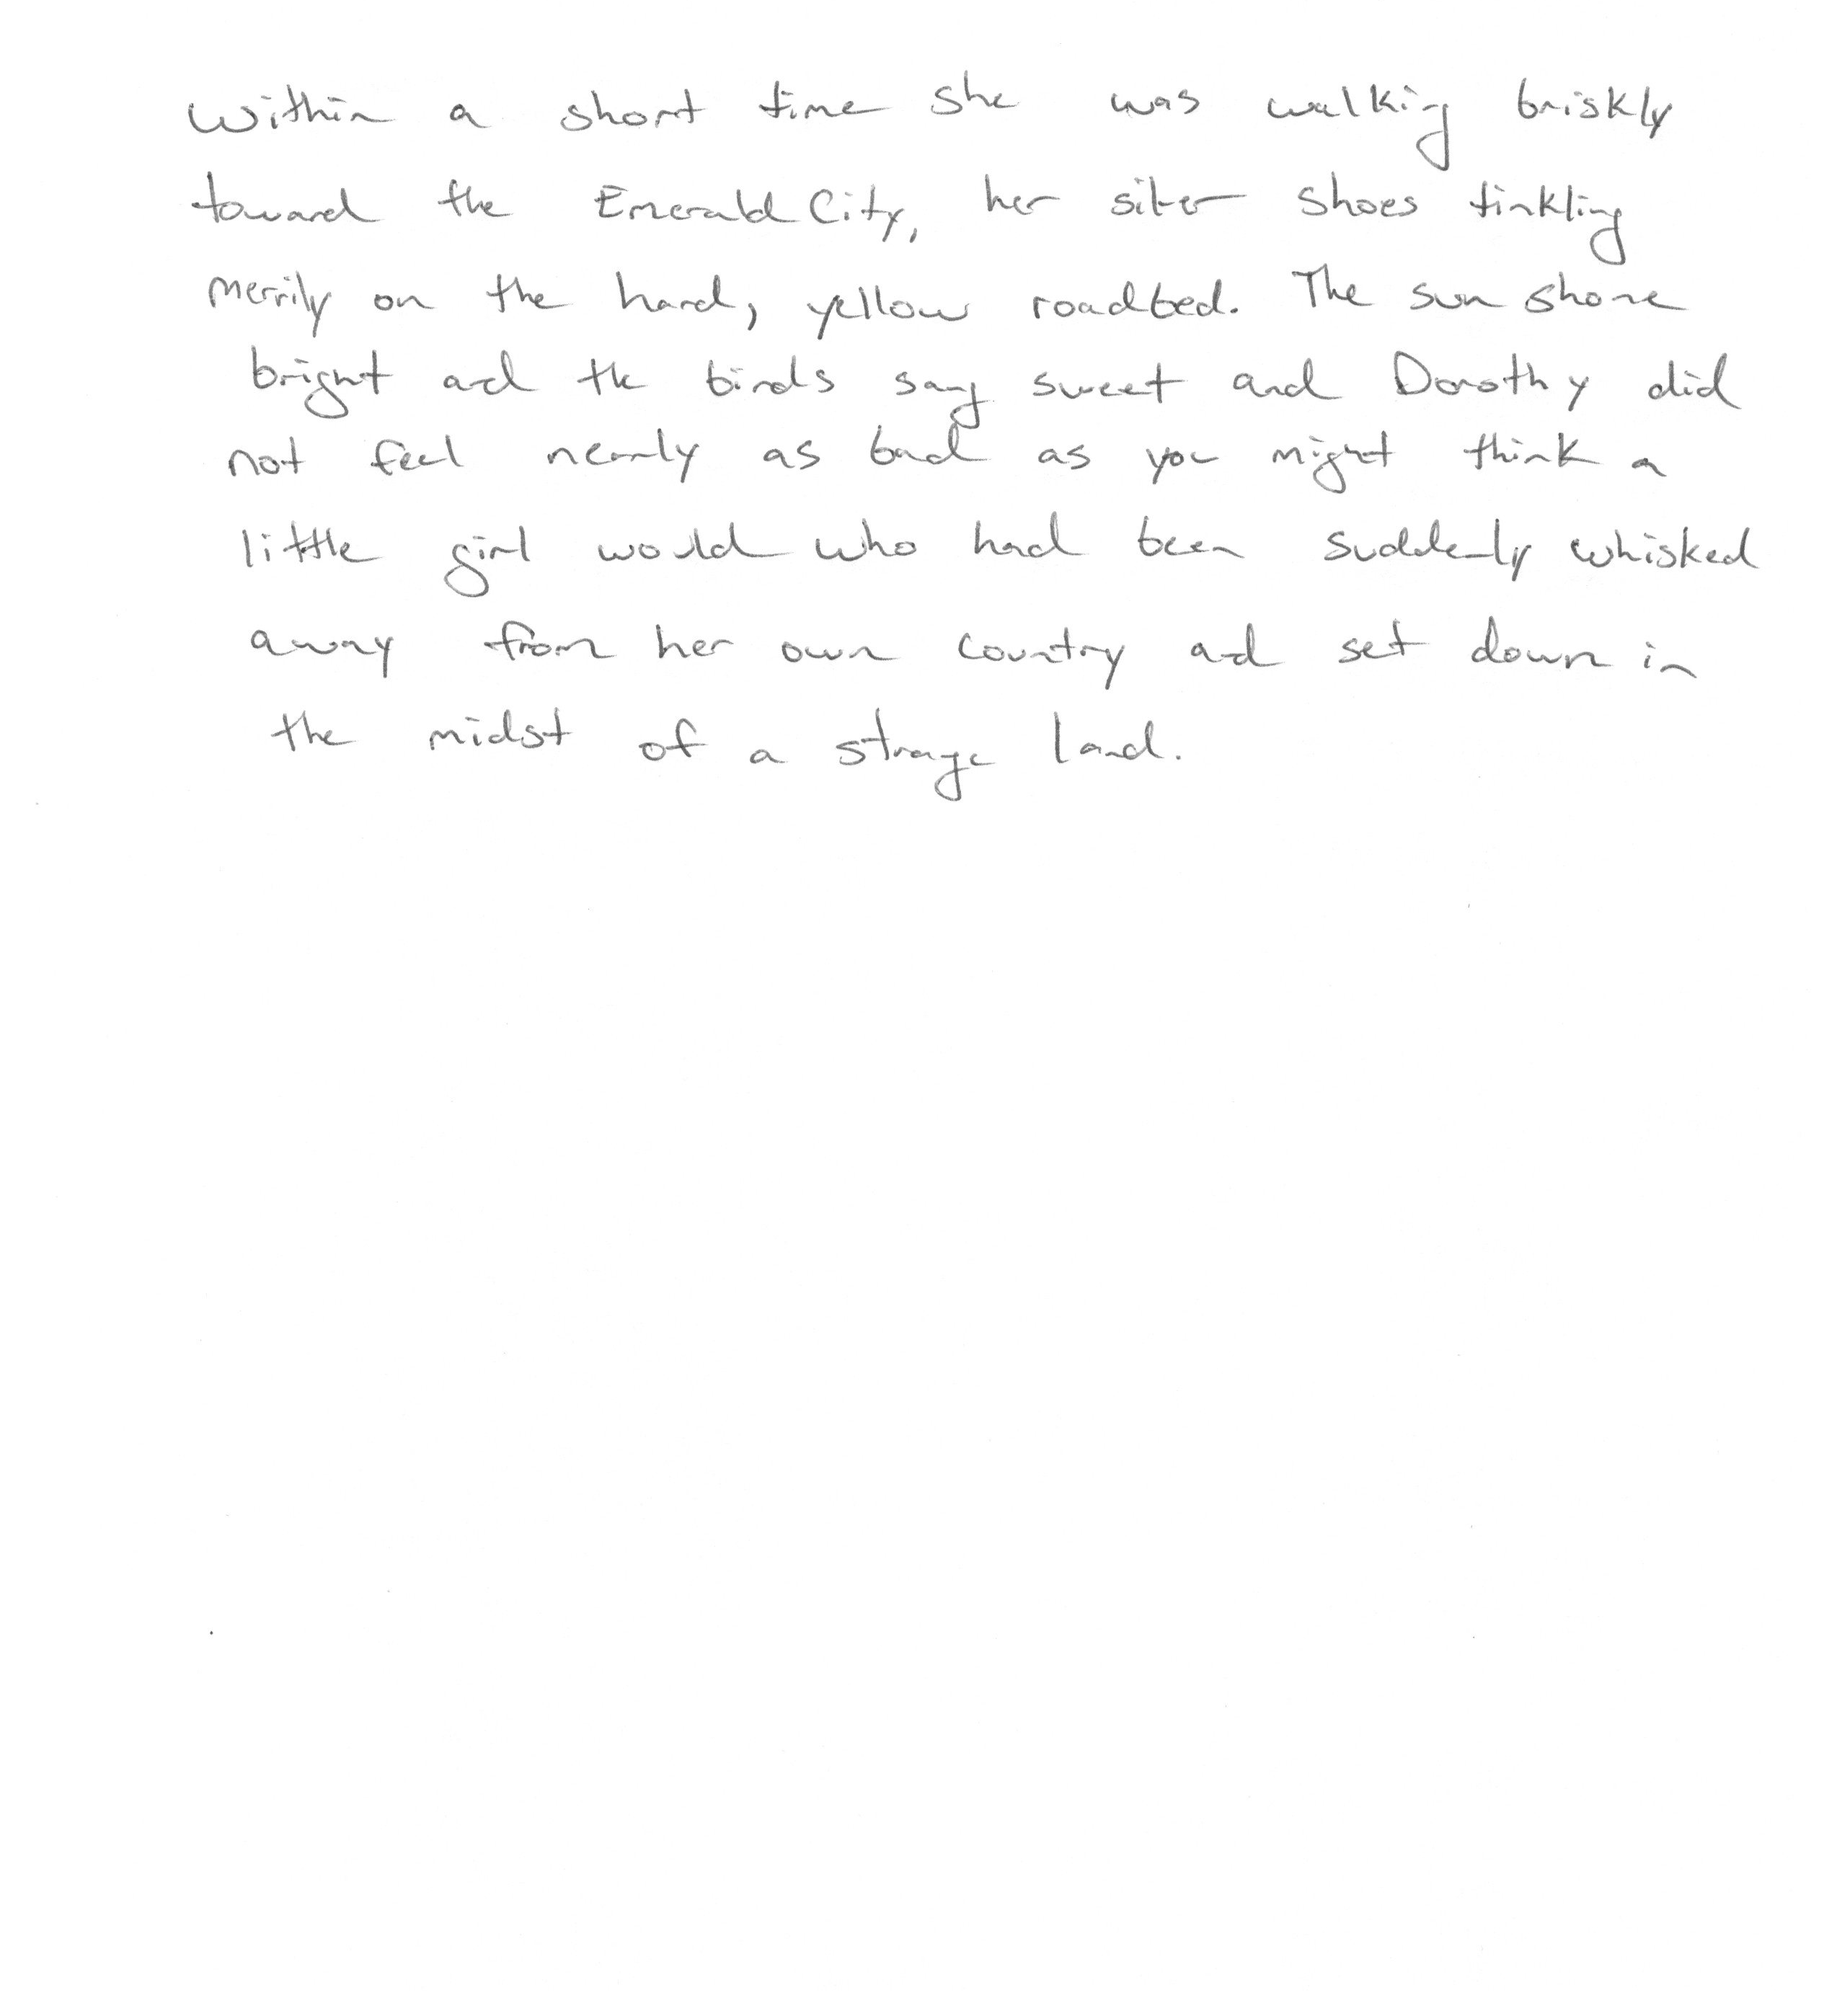 Within a short time she was walking briskly
toward the Emerald City, her silver shoes tinkling
merrily on the hard, yellow roadbed. The sun shone
bright and the birds sang sweet and Dorothy did
not feel nearly as bad as you might think a
little girl would who had been suddenly whisked
away from her own country and set down in
the midst of a strange land.